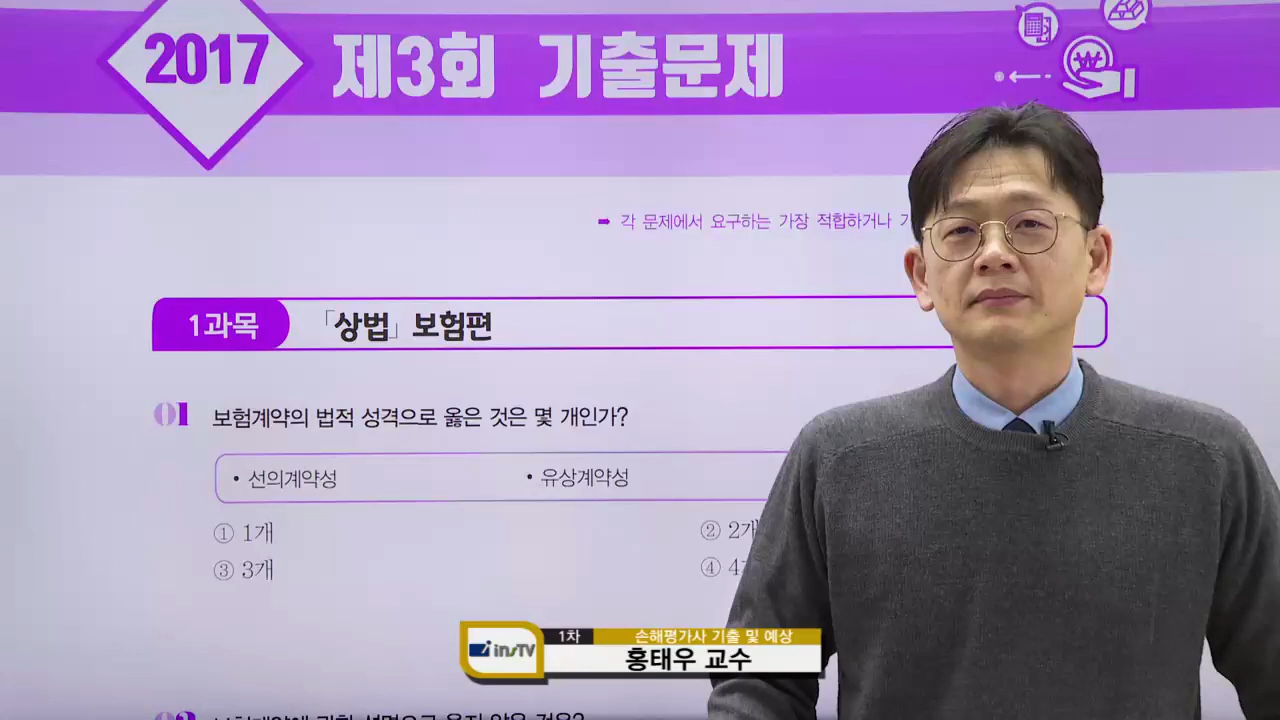 2017 제3회 기출문제
➡ 각 문제에서 요구하는 가장 적합하거나
1과목 「상법」 보험편
01 보험계약의 법적 성격으로 옳은 것은 몇 개인가?
• 선의계약성 • 유상계약성
① 1개 ② 2개
③ 3개 ④ 4
insTV
1차 손해평가사 기출 및 예상
홍태우 교수